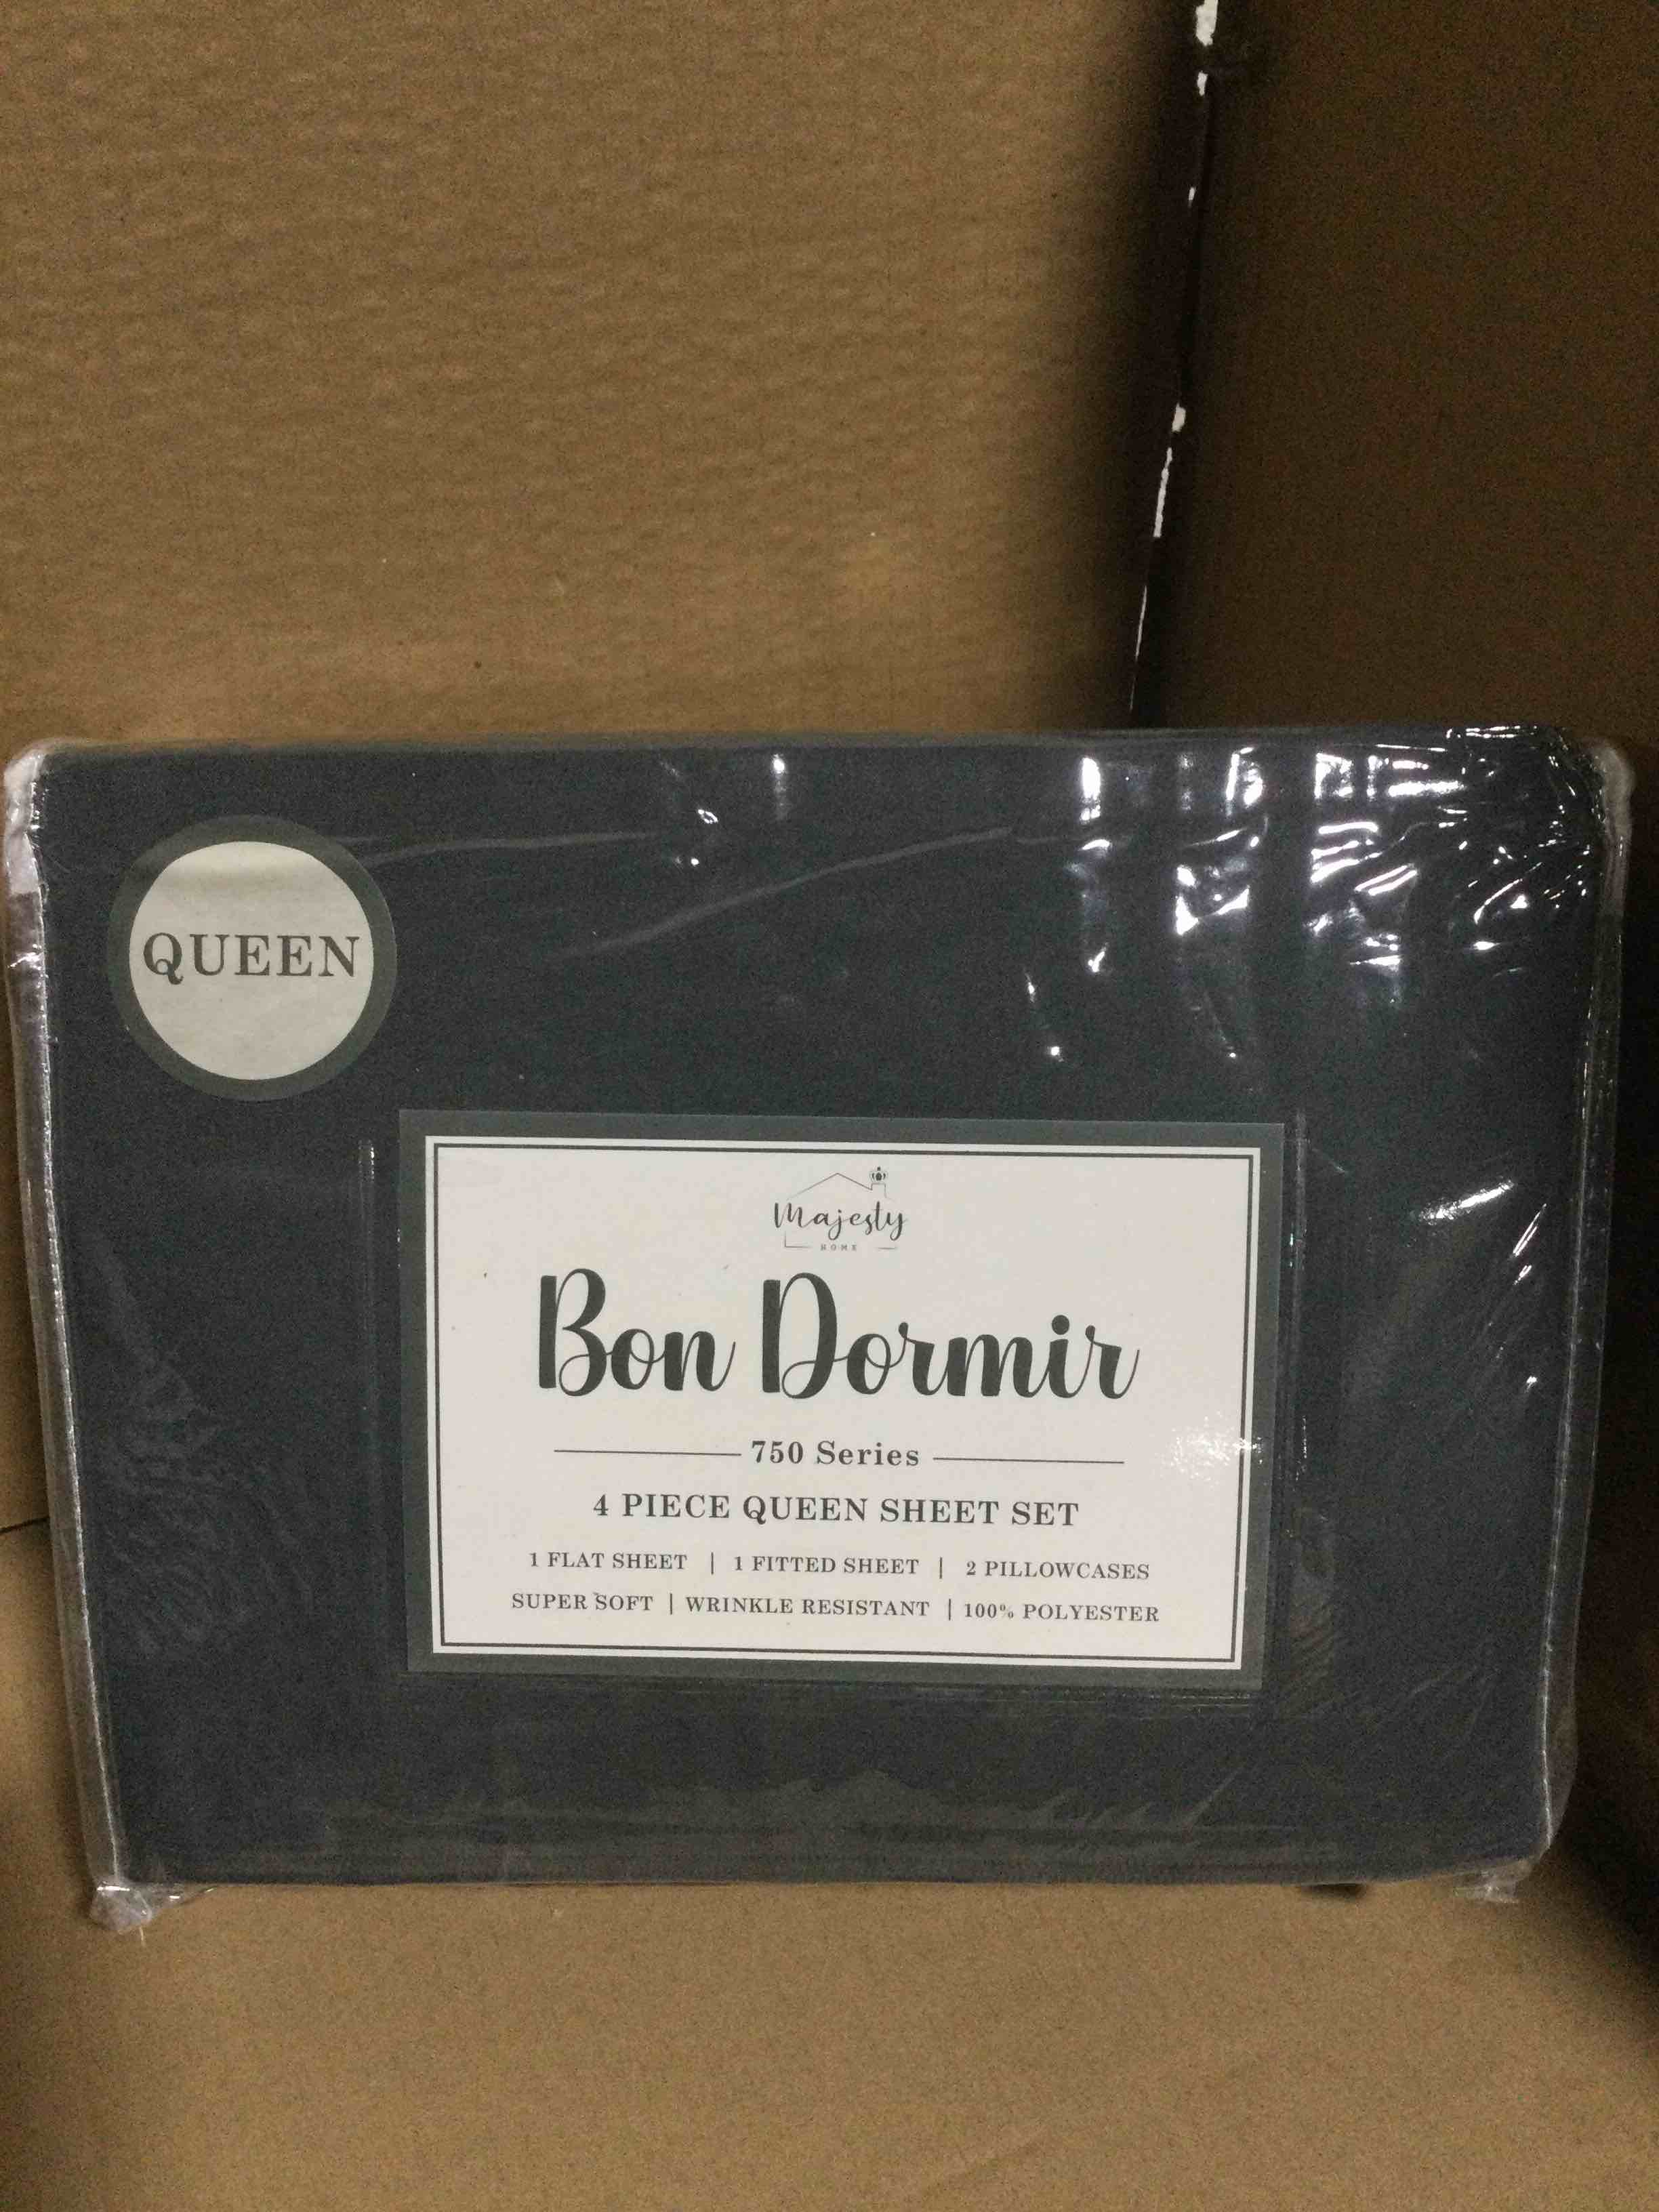 QUEEN
Majesty
HOME
Bon Dormir
750 Series
4 PIECE QUEEN SHEET SET
1 FLAT SHEET | 1 FITTED SHEET | 2 PILLOWCASES
SUPER SOFT | WRINKLE RESISTANT | 100% POLYESTER